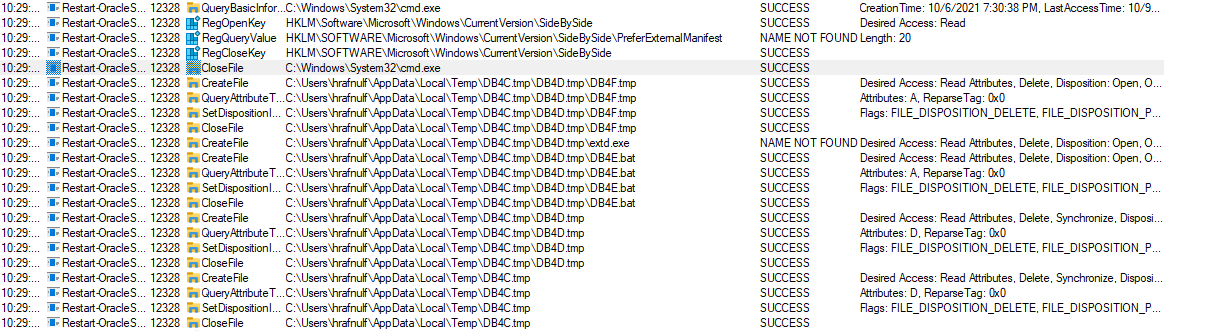 10:29:... Restart-OracleS... 12328 QueryBasicInfor...C:\Windows\System32\cmd.exe SUCCESS CreationTime: 10/6/2021 7:30:38 PM, LastAccessTime: 10/9...
10:29:... Restart-OracleS... 12328 RegOpenKey HKLM\Software\Microsoft\Windows\CurrentVersion\SideBySide SUCCESS Desired Access: Read
10:29:... Restart-OracleS... 12328 RegQueryValue HKLM\SOFTWARE\Microsoft\Windows\CurrentVersion\SideBySide\PreferExternalManifest NAME NOT FOUND Length: 20
10:29:... Restart-OracleS... 12328 RegCloseKey HKLM\SOFTWARE\Microsoft\Windows\CurrentVersion\SideBySide SUCCESS
10:29:... Restart-OracleS... 12328 CloseFile C:\Windows\System32\cmd.exe SUCCESS
10:29:... Restart-OracleS... 12328 CreateFile C:\Users\hrafnulf\AppData\Local\Temp\DB4C.tmp\DB4D.tmp\DB4F.tmp SUCCESS Desired Access: Read Attributes, Delete, Disposition: Open, O...
10:29:... Restart-OracleS... 12328 QueryAttributeT...C:\Users\hrafnulf\AppData\Local\Temp\DB4C.tmp\DB4D.tmp\DB4F.tmp SUCCESS Attributes: A, ReparseTag: 0x0
10:29:... Restart-OracleS... 12328 SetDispositionI...C:\Users\hrafnulf\AppData\Local\Temp\DB4C.tmp\DB4D.tmp\DB4F.tmp SUCCESS Flags: FILE_DISPOSITION_DELETE, FILE_DISPOSITION_P...
10:29:... Restart-OracleS... 12328 CloseFile C:\Users\hrafnulf\AppData\Local\Temp\DB4C.tmp\DB4D.tmp\DB4F.tmp SUCCESS
10:29:... Restart-OracleS... 12328 CreateFile C:\Users\hrafnulf\AppData\Local\Temp\DB4C.tmp\DB4D.tmp\extd.exe NAME NOT FOUND Desired Access: Read Attributes, Delete, Disposition: Open, O...
10:29:... Restart-OracleS... 12328 CreateFile C:\Users\hrafnulf\AppData\Local\Temp\DB4C.tmp\DB4D.tmp\DB4E.bat SUCCESS Desired Access: Read Attributes, Delete, Disposition: Open, O...
10:29:... Restart-OracleS... 12328 QueryAttributeT...C:\Users\hrafnulf\AppData\Local\Temp\DB4C.tmp\DB4D.tmp\DB4E.bat SUCCESS Attributes: A, ReparseTag: 0x0
10:29:... Restart-OracleS... 12328 SetDispositionI...C:\Users\hrafnulf\AppData\Local\Temp\DB4C.tmp\DB4D.tmp\DB4E.bat SUCCESS Flags: FILE_DISPOSITION_DELETE, FILE_DISPOSITION_P...
10:29:... Restart-OracleS... 12328 CloseFile C:\Users\hrafnulf\AppData\Local\Temp\DB4C.tmp\DB4D.tmp\DB4E.bat SUCCESS
10:29:... Restart-OracleS... 12328 CreateFile C:\Users\hrafnulf\AppData\Local\Temp\DB4C.tmp\DB4D.tmp SUCCESS Desired Access: Read Attributes, Delete, Synchronize, Disposi...
10:29:... Restart-OracleS... 12328 QueryAttributeT...C:\Users\hrafnulf\AppData\Local\Temp\DB4C.tmp\DB4D.tmp SUCCESS Attributes: D, ReparseTag: 0x0
10:29:... Restart-OracleS... 12328 SetDispositionI...C:\Users\hrafnulf\AppData\Local\Temp\DB4C.tmp\DB4D.tmp SUCCESS Flags: FILE_DISPOSITION_DELETE, FILE_DISPOSITION_P...
10:29:... Restart-OracleS... 12328 CloseFile C:\Users\hrafnulf\AppData\Local\Temp\DB4C.tmp\DB4D.tmp SUCCESS
10:29:... Restart-OracleS... 12328 CreateFile C:\Users\hrafnulf\AppData\Local\Temp\DB4C.tmp SUCCESS Desired Access: Read Attributes, Delete, Synchronize, Disposi...
10:29:... Restart-OracleS... 12328 QueryAttributeT...C:\Users\hrafnulf\AppData\Local\Temp\DB4C.tmp SUCCESS Attributes: D, ReparseTag: 0x0
10:29:... Restart-OracleS... 12328 SetDispositionI...C:\Users\hrafnulf\AppData\Local\Temp\DB4C.tmp SUCCESS Flags: FILE_DISPOSITION_DELETE, FILE_DISPOSITION_P...
10:29:... Restart-OracleS... 12328 CloseFile C:\Users\hrafnulf\AppData\Local\Temp\DB4C.tmp SUCCESS